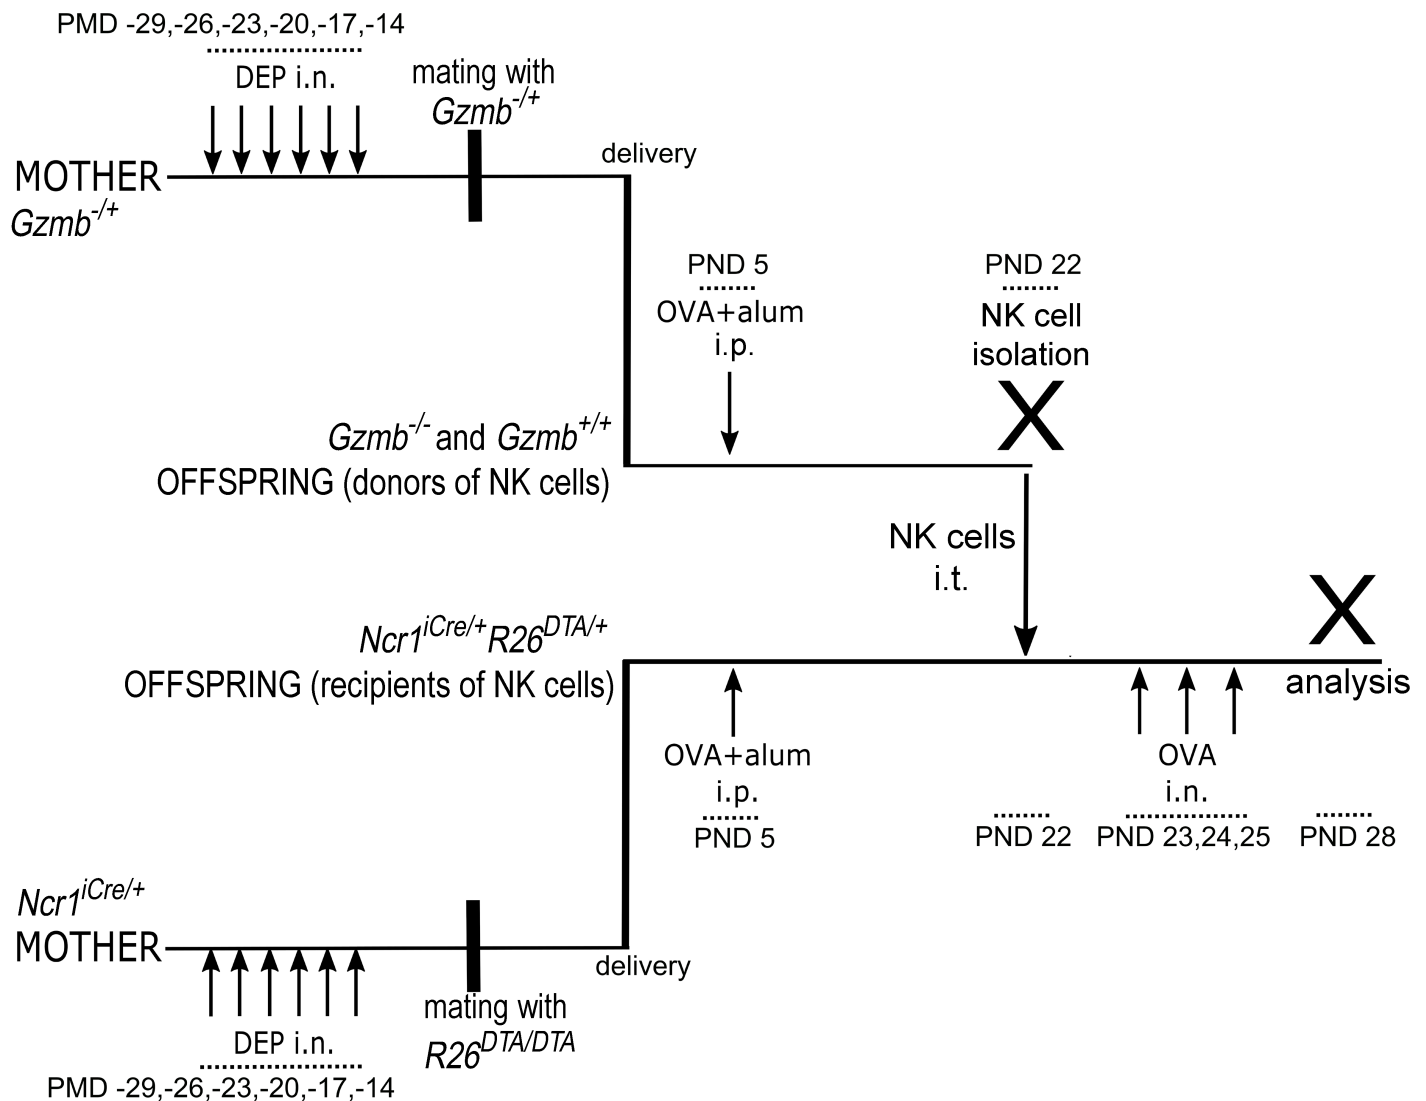 PMD -29,-26,-23,-20,-17,-14
DEP i.n.
mating with
Gzmb-/+
delivery
MOTHER
Gzmb-/+
PND 5
OVA+alum
i.p.
PND 22
NK cell
isolation
X
Gzmb-/- and Gzmb+/+
OFFSPRING (donors of NK cells)
NK cells
i.t.
X
Ncr1iCre/+R26DTA/+
OFFSPRING (recipients of NK cells)
analysis
OVA+alum
i.p.
PND 5
PND 22
OVA
i.n.
PND 23,24,25
PND 28
Ncr1iCre/+
MOTHER
delivery
mating with
R26DTA/DTA
DEP i.n.
PMD -29,-26,-23,-20,-17,-14